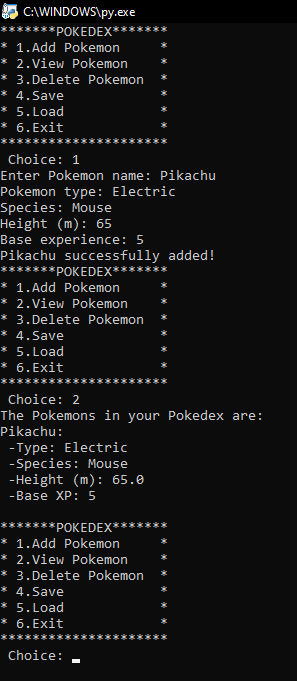 C:\WINDOWS\py.exe
*******POKEDEX*******
* 1.Add Pokemon     *
* 2.View Pokemon    *
* 3.Delete Pokemon  *
* 4.Save            *
* 5.Load            *
* 6.Exit            *
*********************
 Choice: 1
Enter Pokemon name: Pikachu
Pokemon type: Electric
Species: Mouse
Height (m): 65
Base experience: 5
Pikachu successfully added!
*******POKEDEX*******
* 1.Add Pokemon     *
* 2.View Pokemon    *
* 3.Delete Pokemon  *
* 4.Save            *
* 5.Load            *
* 6.Exit            *
*********************
 Choice: 2
The Pokemons in your Pokedex are:
Pikachu:
 -Type: Electric
 -Species: Mouse
 -Height (m): 65.0
 -Base XP: 5

*******POKEDEX*******
* 1.Add Pokemon     *
* 2.View Pokemon    *
* 3.Delete Pokemon  *
* 4.Save            *
* 5.Load            *
* 6.Exit            *
*********************
 Choice: